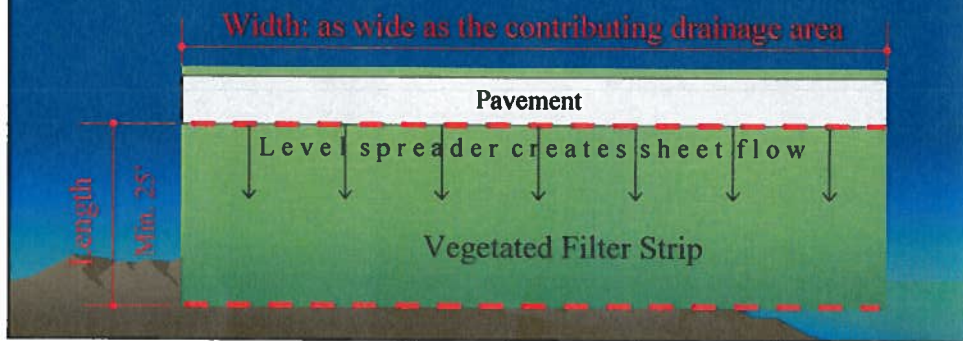 Width: as wide as the contributing drainage area
Pavement
Level spreader creates sheet flow
Length
Min. 25'
Vegetated Filter Strip